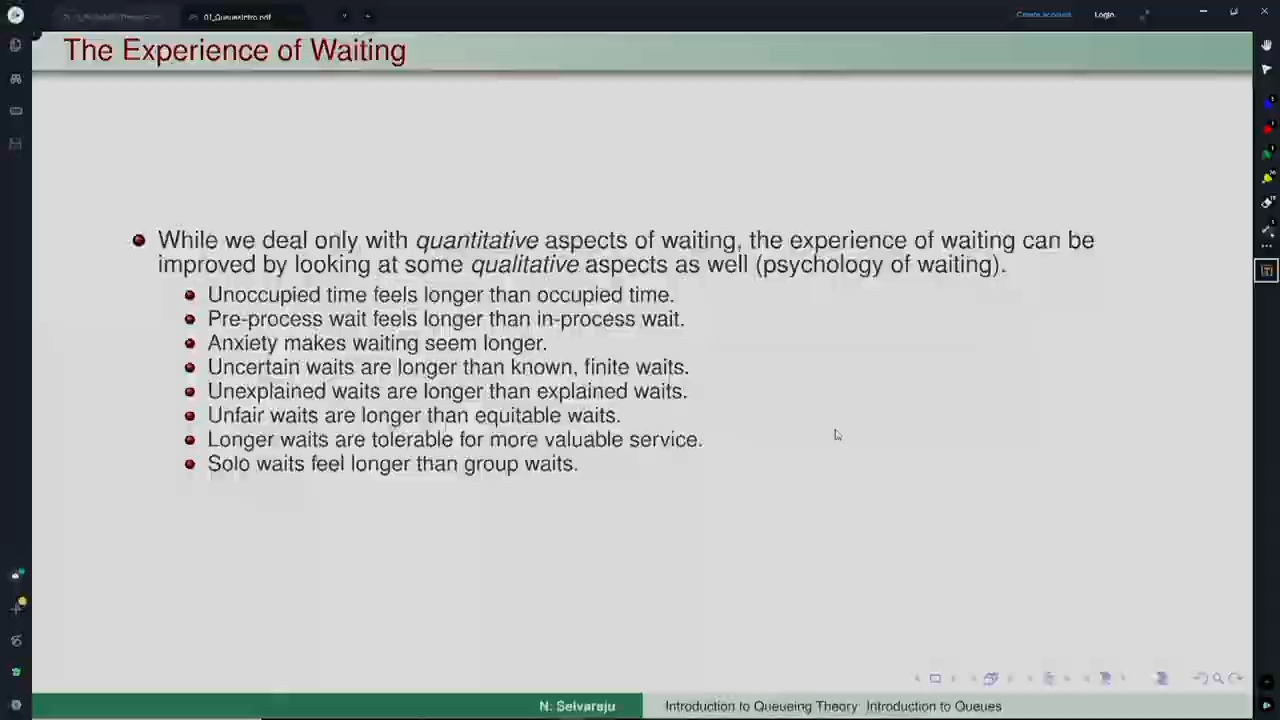 01_QueuesIntro.pdf
Create account
Login
The Experience of Waiting
While we deal only with quantitative aspects of waiting, the experience of waiting can be
improved by looking at some qualitative aspects as well (psychology of waiting).
Unoccupied time feels longer than occupied time.
Pre-process wait feels longer than in-process wait.
Anxiety makes waiting seem longer.
Uncertain waits are longer than known, finite waits.
Unexplained waits are longer than explained waits.
Unfair waits are longer than equitable waits.
Longer waits are tolerable for more valuable service.
Solo waits feel longer than group waits.
N. Selvaraju
Introduction to Queueing Theory Introduction to Queues